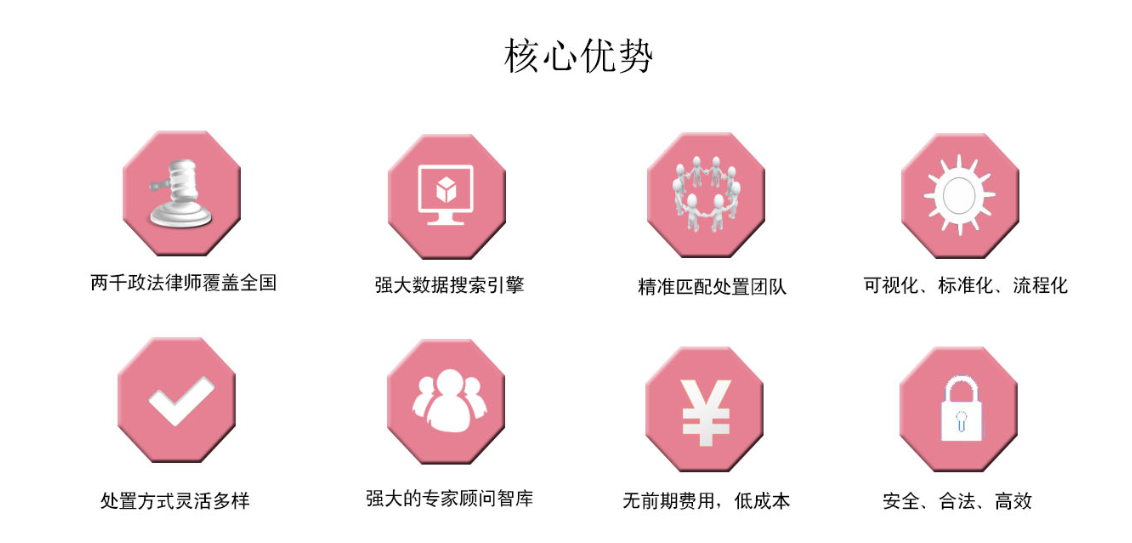 核心优势
两千政法律师覆盖全国
强大数据搜索引擎
精准匹配处置团队
可视化、标准化、流程化
处置方式灵活多样
强大的专家顾问智库
无前期费用，低成本
安全、合法、高效